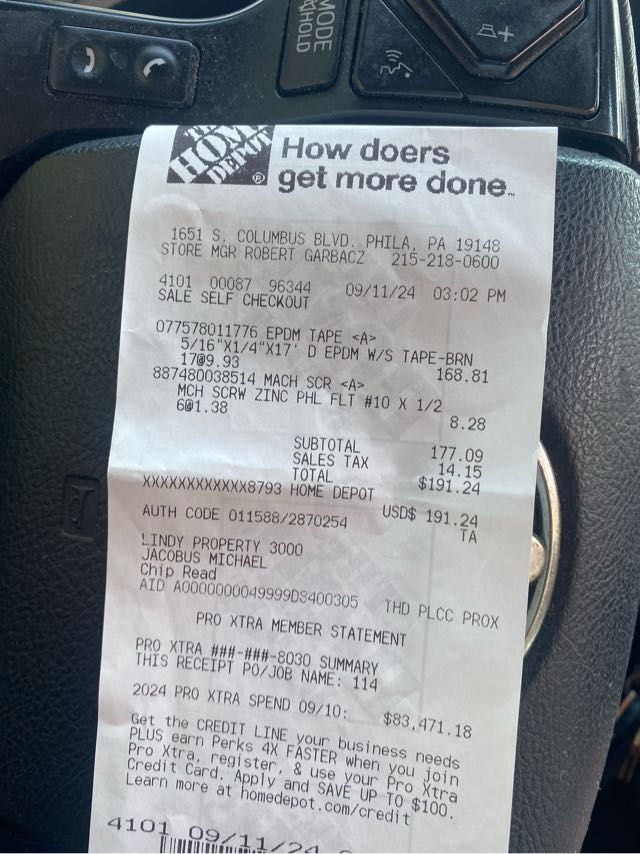 MODE
HOLD
THE
HOME
DEPOT
®
How doers
get more done™
1651 S. COLUMBUS BLVD. PHILA, PA 19148
STORE MGR ROBERT GARBACZ 215-218-0600
4101 00087 96344 09/11/24 03:02 PM
SALE SELF CHECKOUT
077578011776 EPDM TAPE <A>
5/16"X1/4"X17' D EPDM W/S TAPE-BRN
17@9.93 168.81
887480038514 MACH SCR <A>
MCH SCRW ZINC PHL FLT #10 X 1/2
6@1.38 8.28
SUBTOTAL 177.09
SALES TAX 14.15
TOTAL $191.24
XXXXXXXXXXXX8793 HOME DEPOT
USD$ 191.24
AUTH CODE 011588/2870254 TA
LINDY PROPERTY 3000
JACOBUS MICHAEL
Chip Read
AID A0000000049999D8400305 THD PLCC PROX
PRO XTRA MEMBER STATEMENT
PRO XTRA ###-###-8030 SUMMARY
THIS RECEIPT PO/JOB NAME: 114
2024 PRO XTRA SPEND 09/10: $83,471.18
Get the CREDIT LINE your business needs
PLUS earn Perks 4X FASTER when you join
Pro Xtra, register, & use your Pro Xtra
Credit Card. Apply and SAVE UP TO $100.
Learn more at homedepot.com/credit
4101 09/11/24